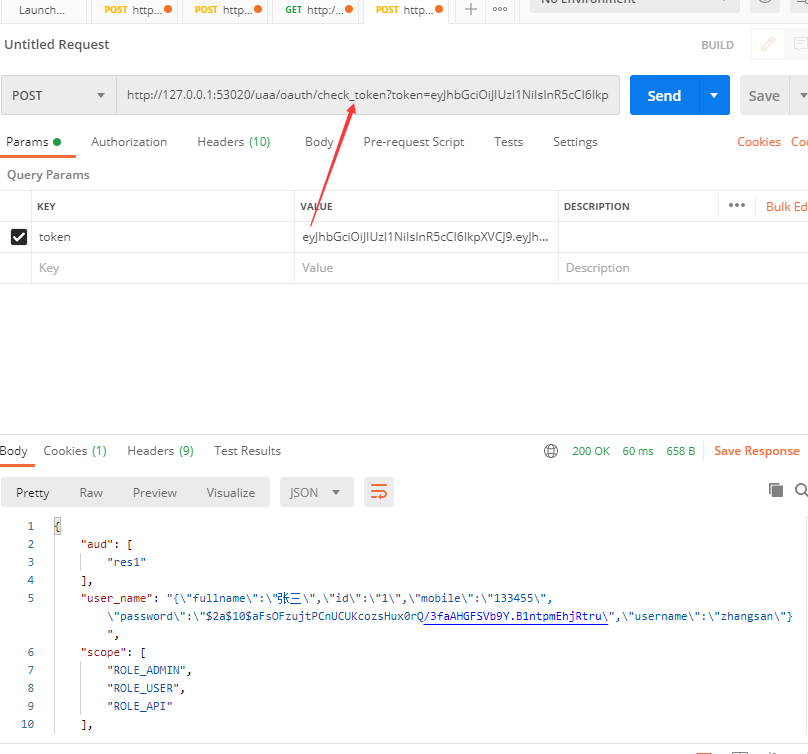 Launch... POST http... POST http... GET http:/... POST http... + No Environment
Untitled Request BUILD
POST http://127.0.0.1:53020/uaa/oauth/check_token?token=eyJhbGciOiJIUzI1NiIsInR5cCI6Ikp Send Save
Params Authorization Headers (10) Body Pre-request Script Tests Settings Cookies
Query Params
KEY VALUE DESCRIPTION ••• Bulk Ed
token eyJhbGciOiJIUzI1NiIsInR5cCI6IkpXVCJ9.eyJh...
Key Value Description
Body Cookies (1) Headers (9) Test Results 200 OK 60 ms 658 B Save Response
Pretty Raw Preview Visualize JSON
1 {
2 "aud": [
3 "res1"
4 ],
5 "user_name": "{\"fullname\":\"张三\",\"id\":\"1\",\"mobile\":\"133455\",
\"password\":\"$2a$10$aFsOFzujtPCnUCUKcozsHux0rQ/3faAHGFSVb9Y.B1ntpmEhjRtru\",\"username\":\"zhangsan\"}
",
6 "scope": [
7 "ROLE_ADMIN",
8 "ROLE_USER",
9 "ROLE_API"
10 ],